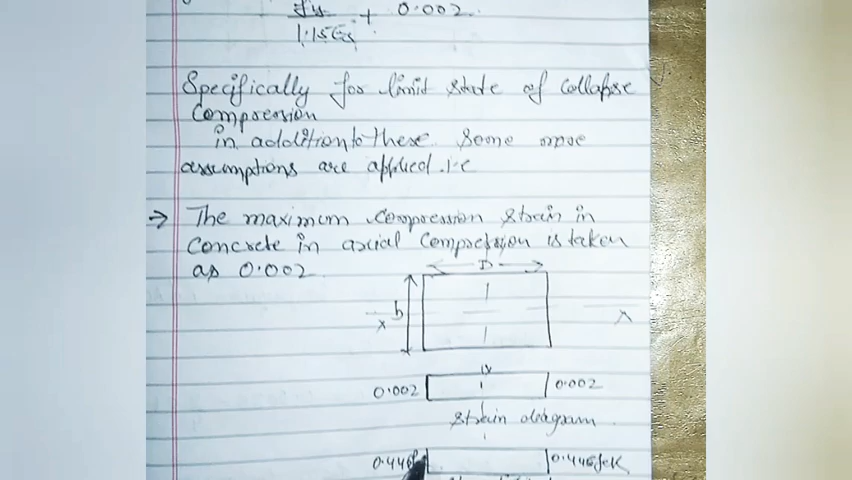 fy
1.15Es + 0.002
Specifically for limit state of collapse
compression
in addition to these some more
assumptions are applied .i.e
→ The maximum compression strain in
concrete in axial compression is taken
as 0.002
D
b
x
0.002 0.002
strain diagram.
0.446f 0.446fck